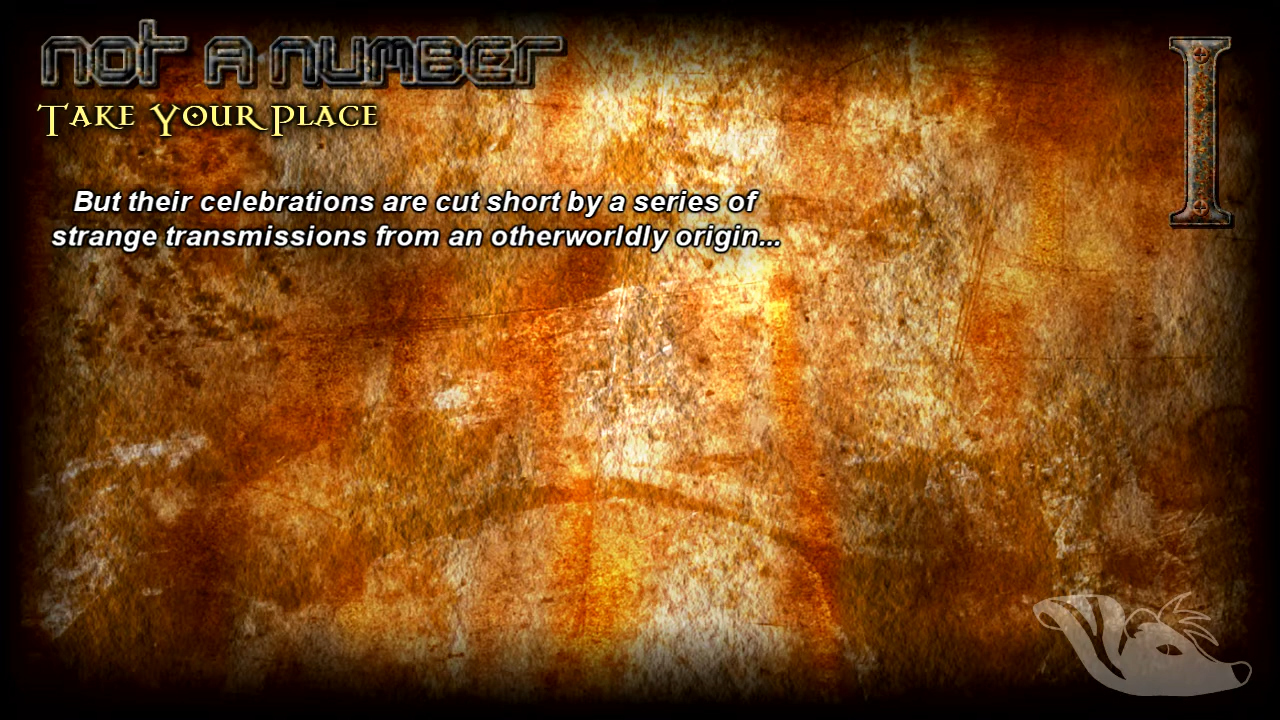 not a number
Take Your Place
I
But their celebrations are cut short by a series of
strange transmissions from an otherworldly origin...